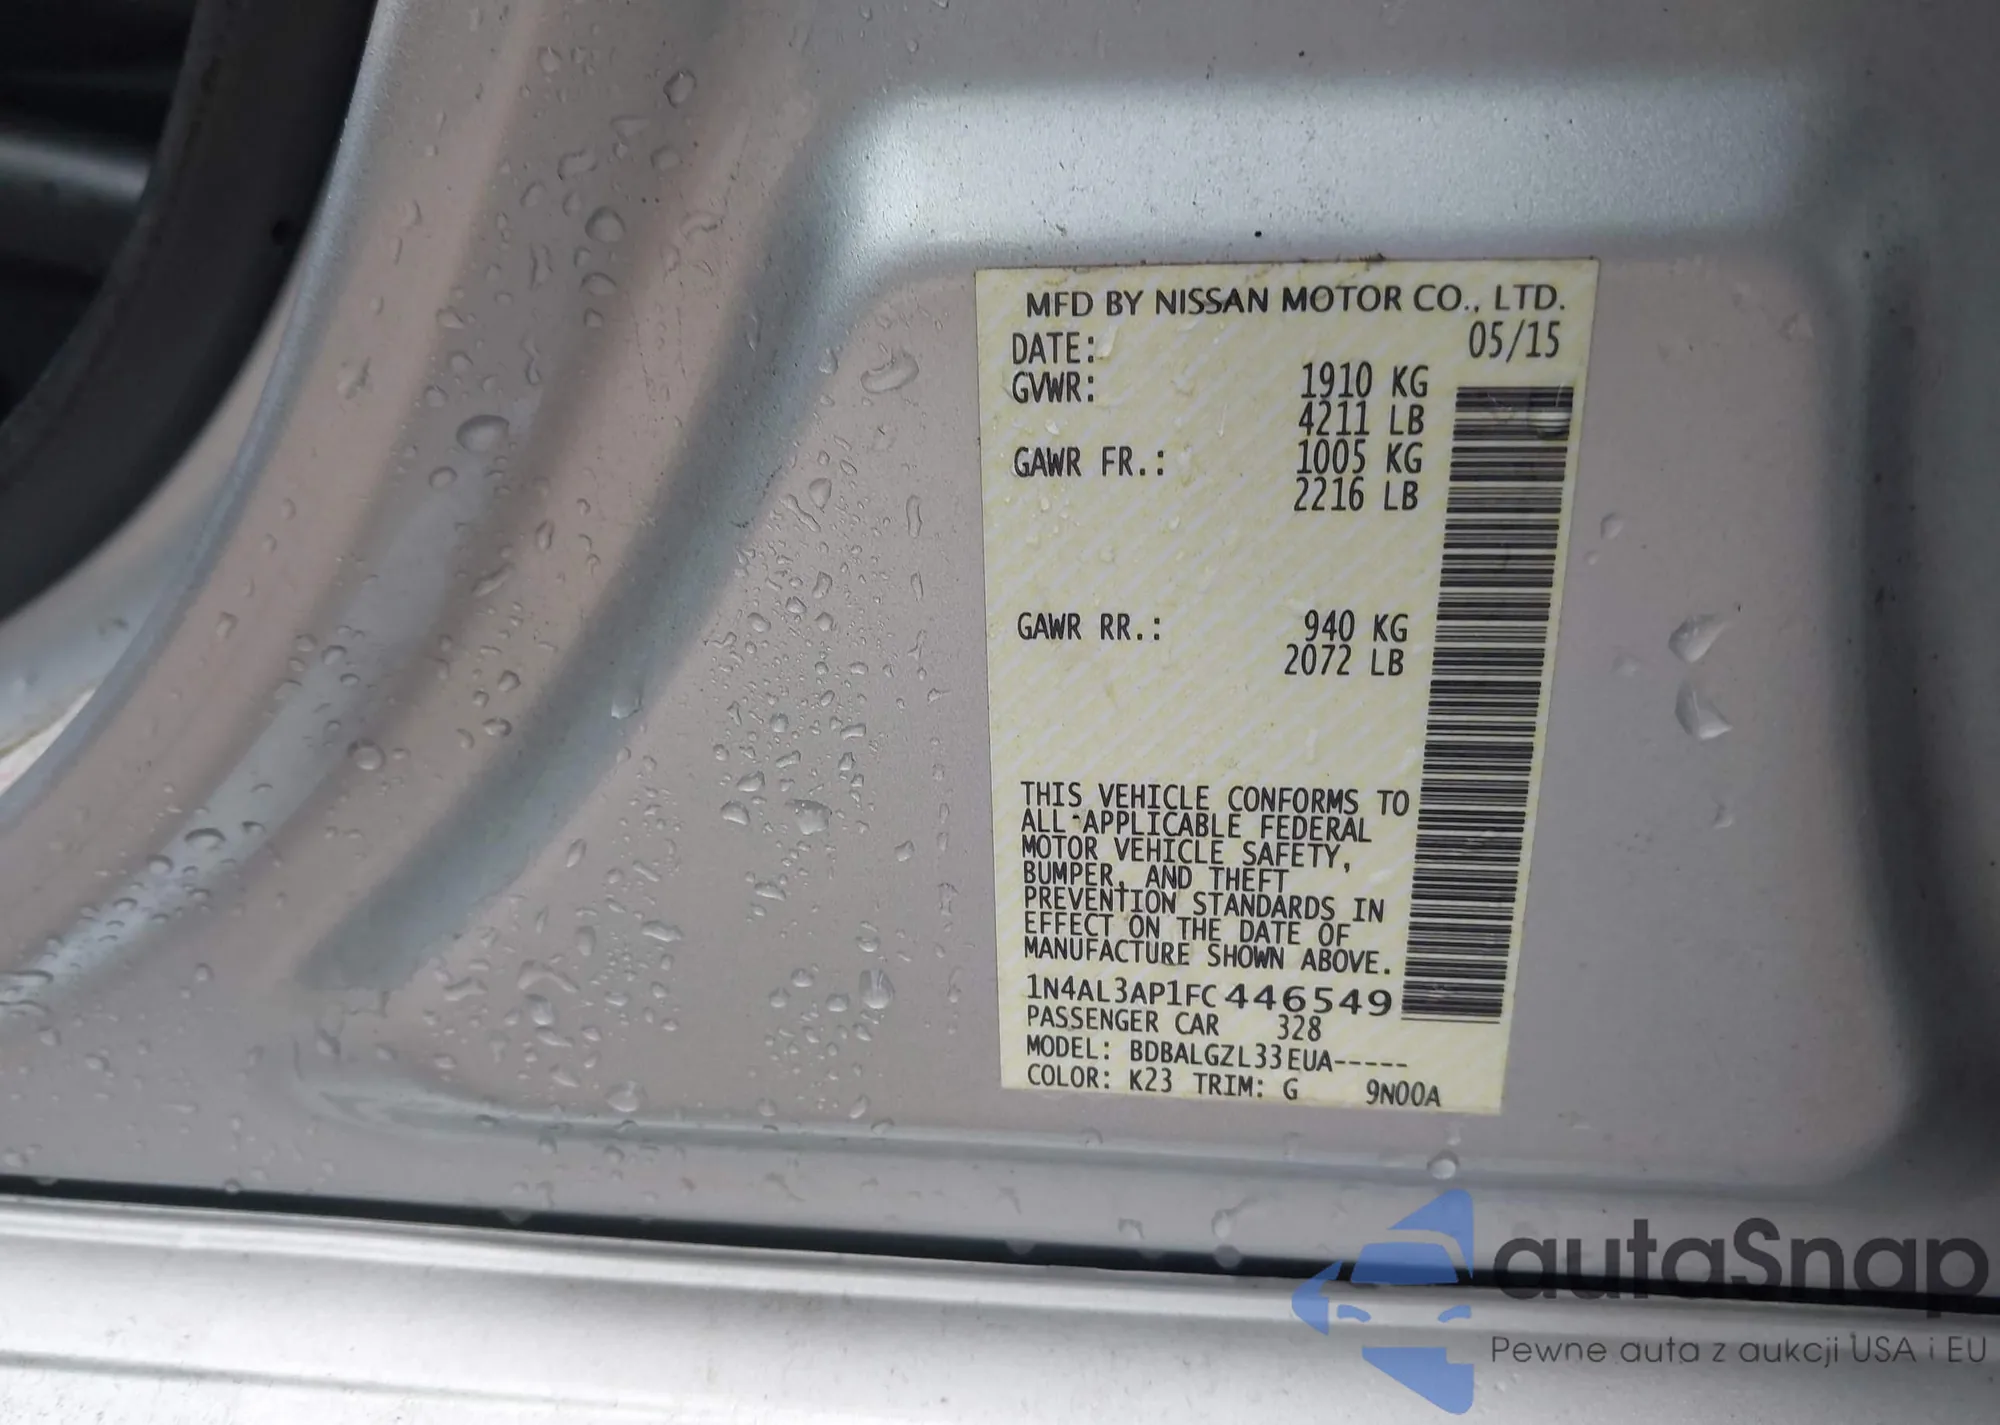 MFD BY NISSAN MOTOR CO., LTD.
DATE: 05/15
GVWR: 1910 KG
4211 LB
GAWR FR.: 1005 KG
2216 LB
GAWR RR.: 940 KG
2072 LB
THIS VEHICLE CONFORMS TO
ALL APPLICABLE FEDERAL
MOTOR VEHICLE SAFETY,
BUMPER, AND THEFT
PREVENTION STANDARDS IN
EFFECT ON THE DATE OF
MANUFACTURE SHOWN ABOVE.
1N4AL3AP1FC446549
PASSENGER CAR 328
MODEL: BDBALGZL33EUA-----
COLOR: K23 TRIM: G 9N00A
autaSnap
Pewne auta z aukcji USA i EU